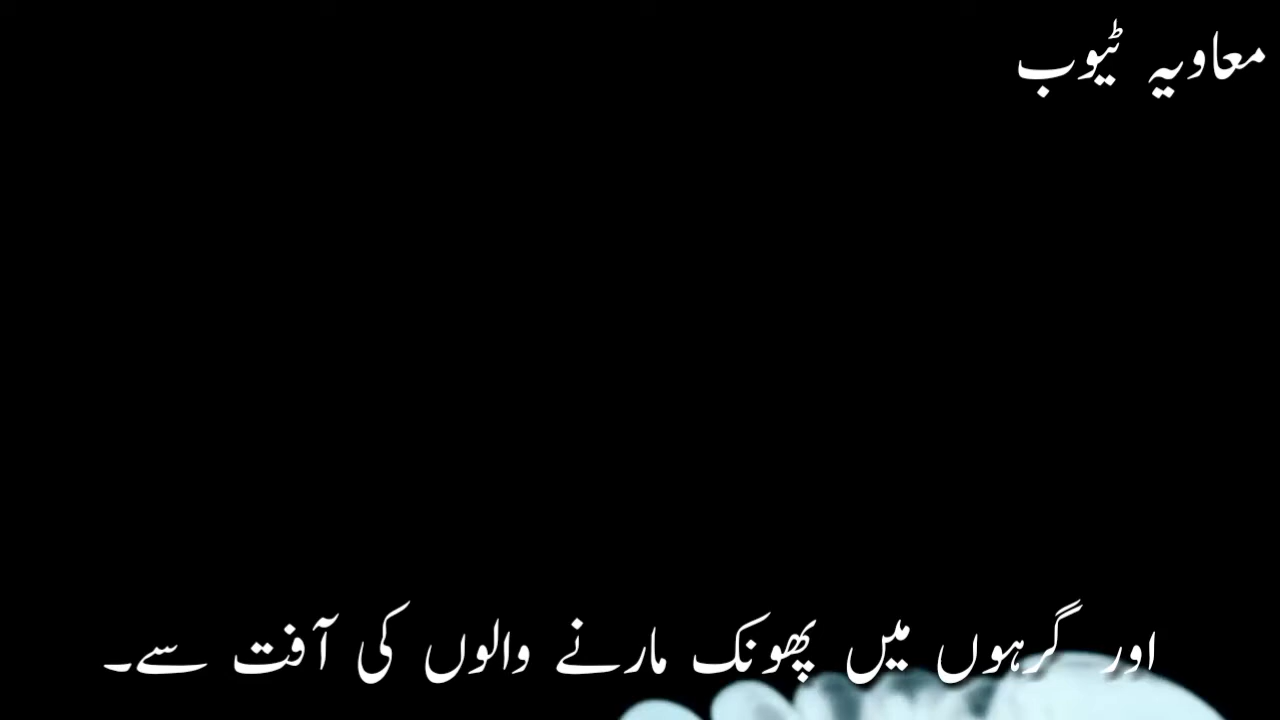 معاویہ ٹیوب
اور گرہوں میں پھونک مارنے والوں کی آفت سے۔